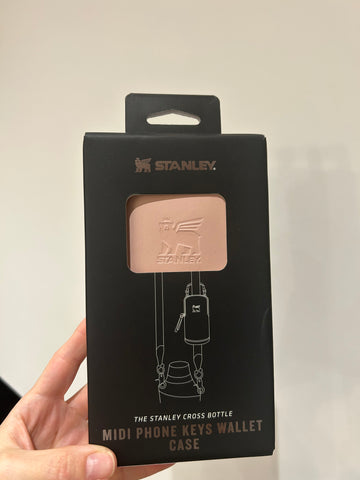 STANLEY.
STANLEY
THE STANLEY CROSS BOTTLE
MIDI PHONE KEYS WALLET
CASE